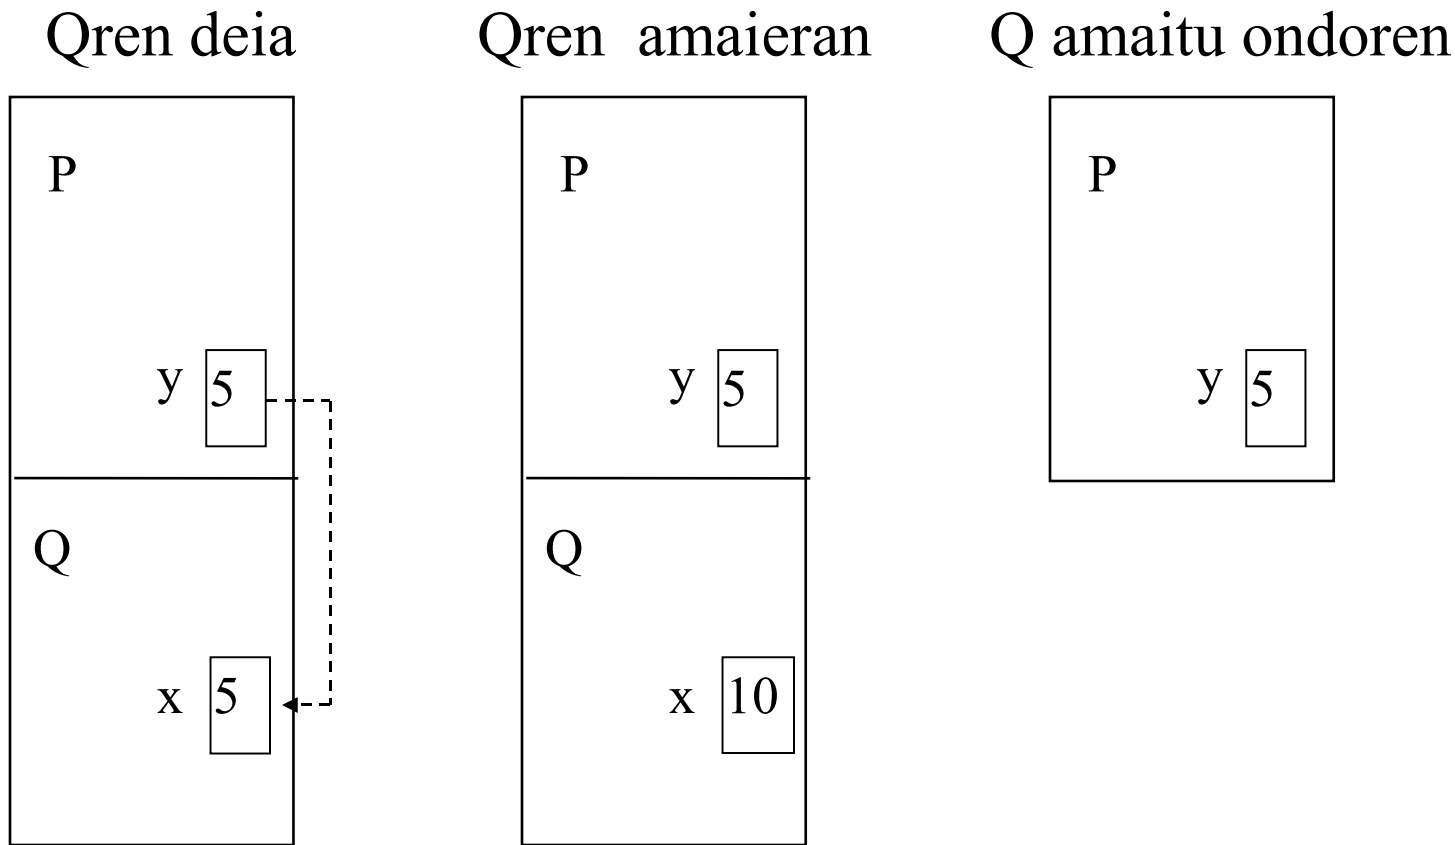 Qren deia
Qren amaieran
Q amaitu ondoren
P
y 5
Q
x 5
P
y 5
Q
x 10
P
y 5